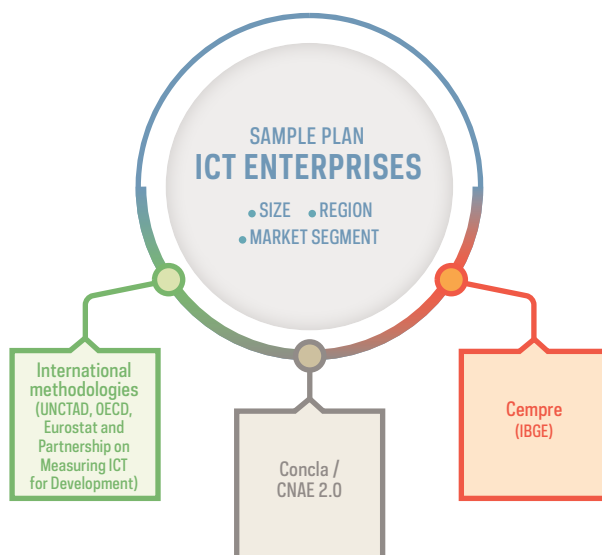 SAMPLE PLAN
ICT ENTERPRISES
• SIZE • REGION
• MARKET SEGMENT
International
methodologies
(UNCTAD, OECD,
Eurostat and
Partnership on
Measuring ICT
for Development)
Concla /
CNAE 2.0
Cempre
(IBGE)